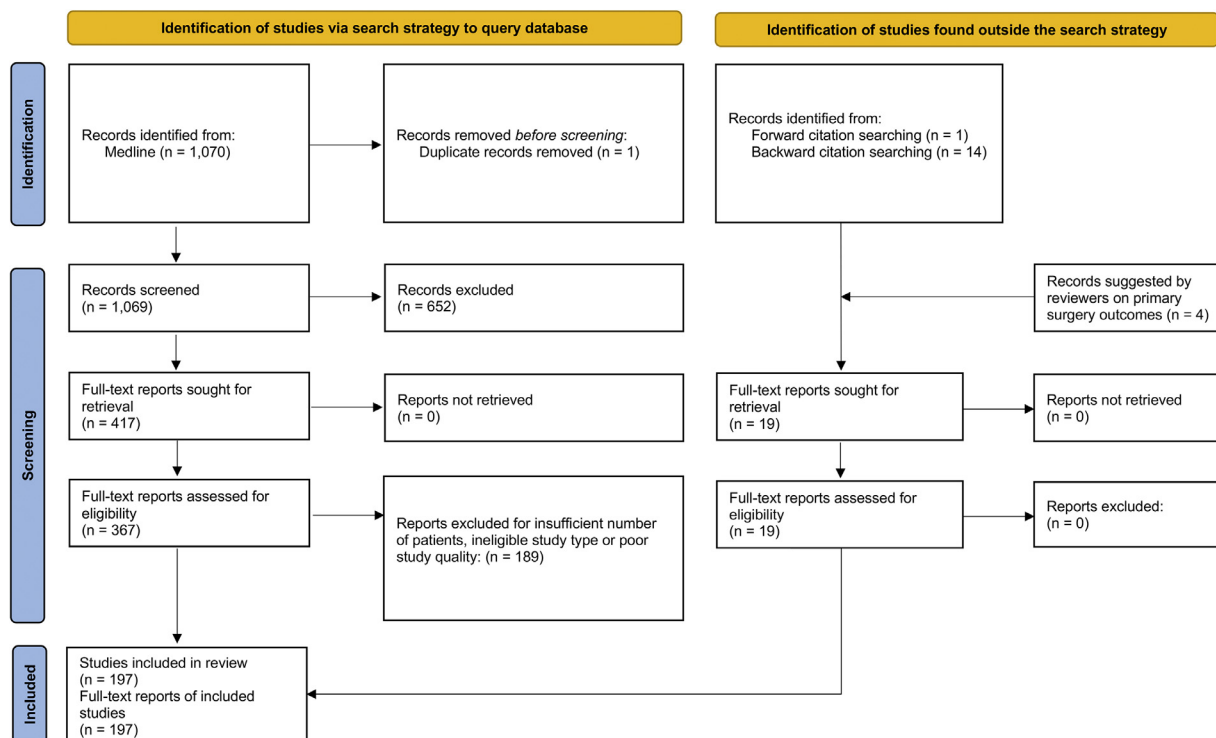 Identification of studies via search strategy to query database
Identification of studies found outside the search strategy
Identification
Records identified from:
Medline (n = 1,070)
Records removed before screening:
Duplicate records removed (n = 1)
Records identified from:
Forward citation searching (n = 1)
Backward citation searching (n = 14)
Screening
Records screened
(n = 1,069)
Records excluded
(n = 652)
Records suggested by
reviewers on primary
surgery outcomes (n = 4)
Full-text reports sought for
retrieval
(n = 417)
Reports not retrieved
(n = 0)
Full-text reports sought for
retrieval
(n = 19)
Reports not retrieved
(n = 0)
Full-text reports assessed for
eligibility
(n = 367)
Reports excluded for insufficient number
of patients, ineligible study type or poor
study quality: (n = 189)
Full-text reports assessed for
eligibility
(n = 19)
Reports excluded:
(n = 0)
Included
Studies included in review
(n = 197)
Full-text reports of included
studies
(n = 197)